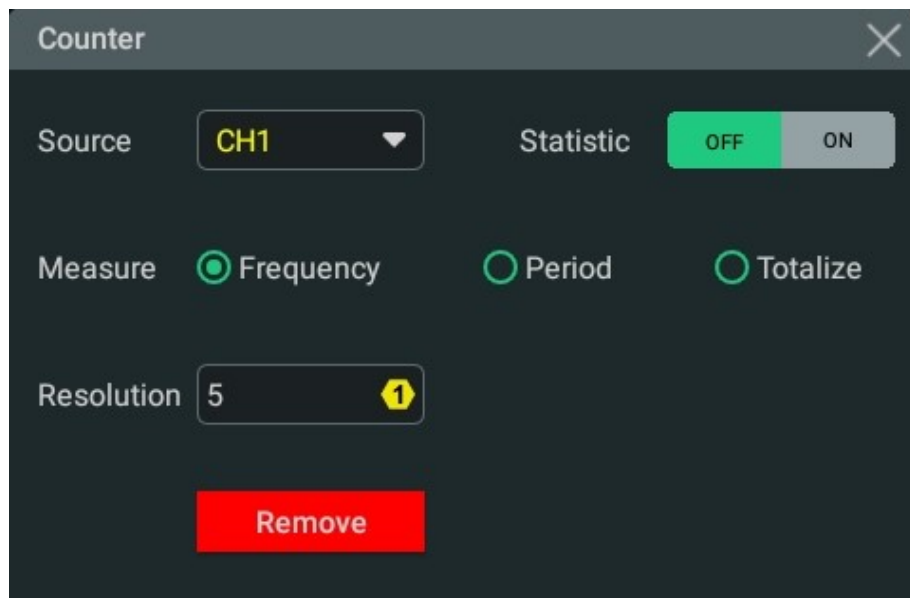 Counter
Source CH1 Statistic OFF ON
Measure Frequency Period Totalize
Resolution 5 1
Remove